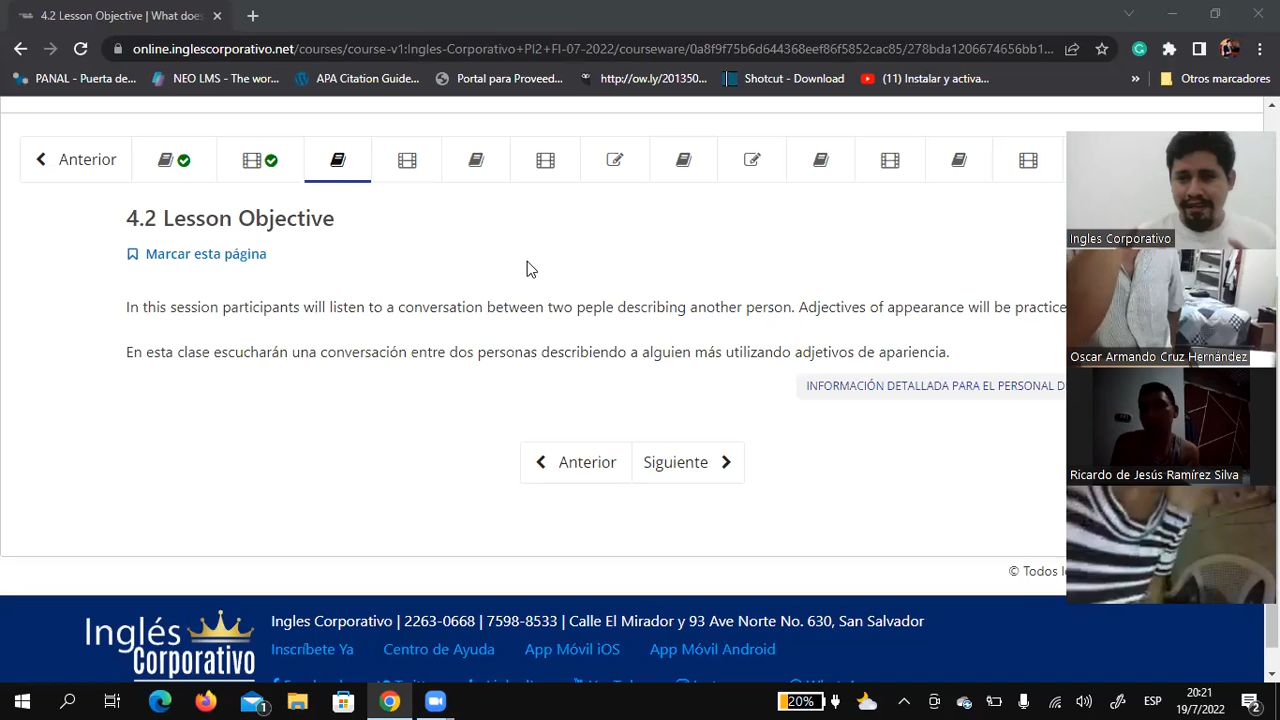 4.2 Lesson Objective | What does
online.inglescorporativo.net/courses/course-v1:Ingles-Corporativo+PI2+FI-07-2022/courseware/0a8f9f75b6d644368eef86f5852cac85/278bda1206674656bb1...
PANAL - Puerta de...
NEO LMS - The wor...
APA Citation Guide...
Portal para Proveed...
http://ow.ly/201350...
Shotcut - Download
(11) Instalar y activa...
»
Otros marcadores
Anterior
4.2 Lesson Objective
Marcar esta página
In this session participants will listen to a conversation between two peple describing another person. Adjectives of appearance will be practice
En esta clase escucharán una conversación entre dos personas describiendo a alguien más utilizando adjetivos de apariencia.
INFORMACIÓN DETALLADA PARA EL PERSONAL D
Anterior
Siguiente
Ingles Corporativo
Oscar Armando Cruz Hernández
Ricardo de Jesús Ramírez Silva
© Todos
Inglés
Corporativo
Ingles Corporativo | 2263-0668 | 7598-8533 | Calle El Mirador y 93 Ave Norte No. 630, San Salvador
Inscríbete Ya
Centro de Ayuda
App Móvil iOS
App Móvil Android
1
20%
ESP
20:21
19/7/2022
2